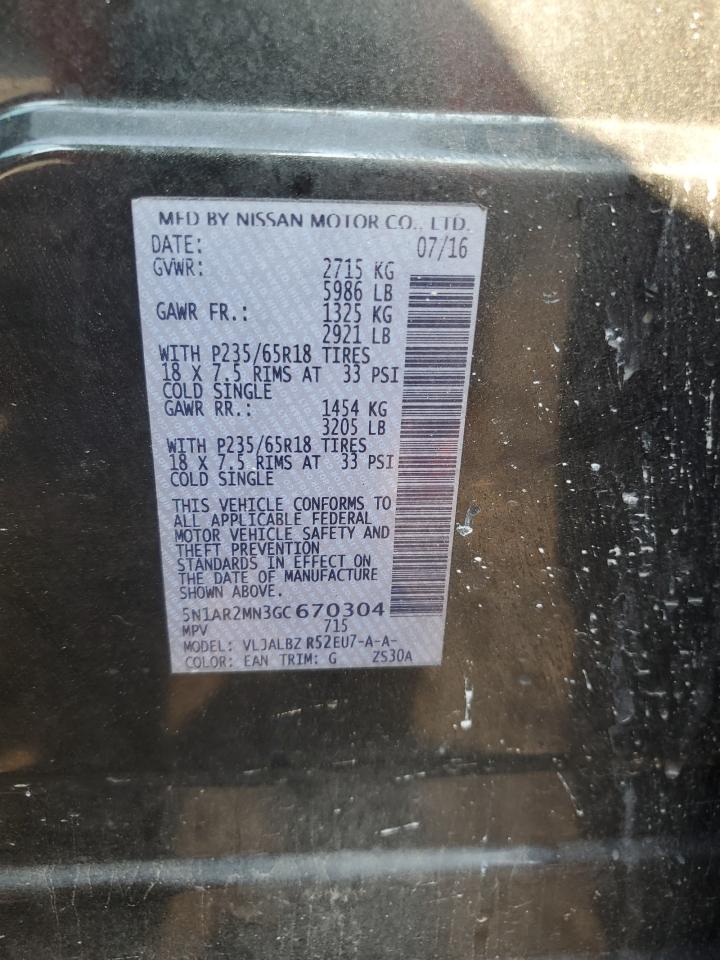 MFD BY NISSAN MOTOR CO., LTD.
DATE: 07/16
GVWR: 2715 KG
5986 LB
GAWR FR.: 1325 KG
2921 LB
WITH P235/65R18 TIRES
18 X 7.5 RIMS AT 33 PSI
COLD SINGLE
GAWR RR.: 1454 KG
3205 LB
WITH P235/65R18 TIRES
18 X 7.5 RIMS AT 33 PSI
COLD SINGLE
THIS VEHICLE CONFORMS TO
ALL APPLICABLE FEDERAL
MOTOR VEHICLE SAFETY AND
THEFT PREVENTION
STANDARDS IN EFFECT ON
THE DATE OF MANUFACTURE
SHOWN ABOVE.
5N1AR2MN3GC670304
MPV 715
MODEL: VLJALBZ R52EU7-A-A-
COLOR: EAN TRIM: G ZS30A